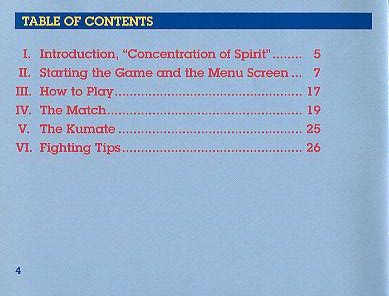 TABLE OF CONTENTS
I. Introduction, "Concentration of Spirit"........ 5
II. Starting the Game and the Menu Screen ... 7
III. How to Play............................................. 17
IV. The Match............................................... 19
V. The Kumate ............................................ 25
VI. Fighting Tips........................................... 26
4